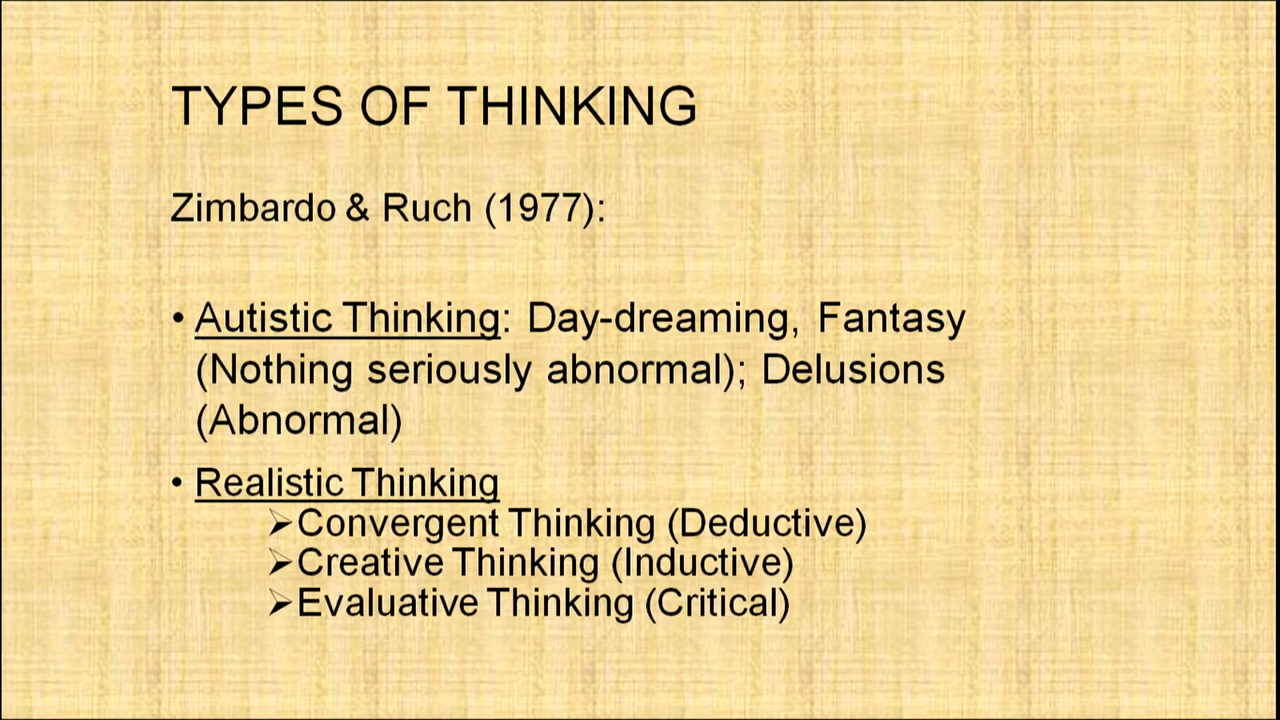 TYPES OF THINKING
Zimbardo & Ruch (1977):
• Autistic Thinking: Day-dreaming, Fantasy
(Nothing seriously abnormal); Delusions
(Abnormal)
• Realistic Thinking
➢Convergent Thinking (Deductive)
➢Creative Thinking (Inductive)
➢Evaluative Thinking (Critical)